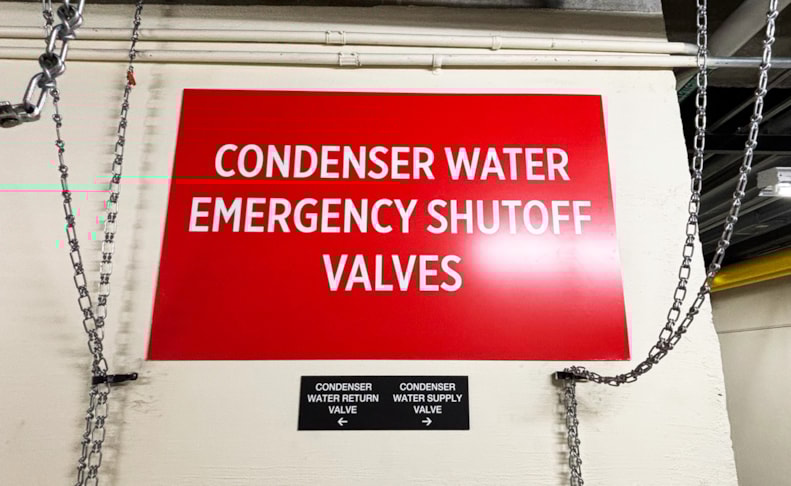 CONDENSER WATER
EMERGENCY SHUTOFF
VALVES
CONDENSER
WATER RETURN
VALVE
←
CONDENSER
WATER SUPPLY
VALVE
→